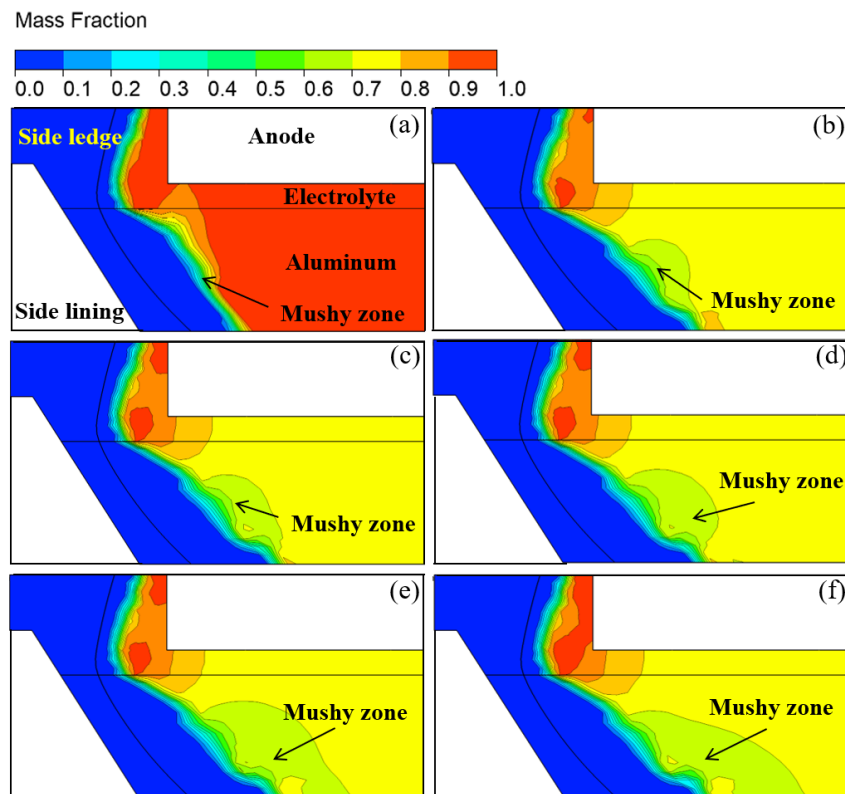 Mass Fraction
0.0 0.1 0.2 0.3 0.4 0.5 0.6 0.7 0.8 0.9 1.0
(a)
Side ledge
Anode
Electrolyte
Aluminum
Side lining
Mushy zone
(b)
Mushy zone
(c)
Mushy zone
(d)
Mushy zone
(e)
Mushy zone
(f)
Mushy zone